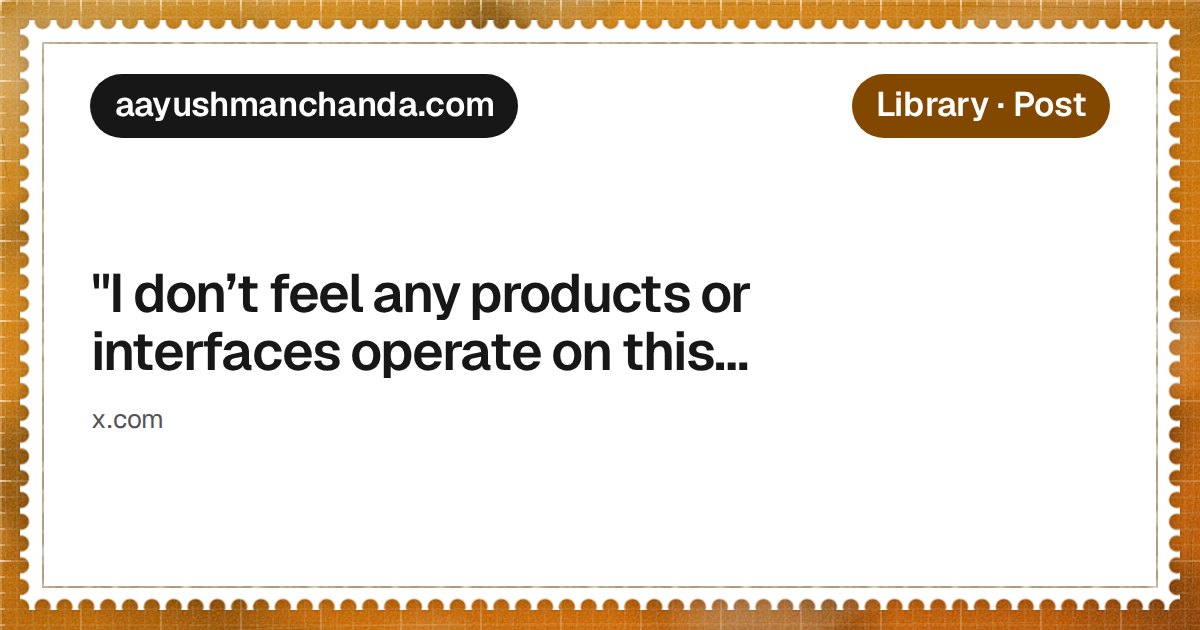 aayushmanchanda.com
Library · Post
"I don’t feel any products or
interfaces operate on this...
x.com